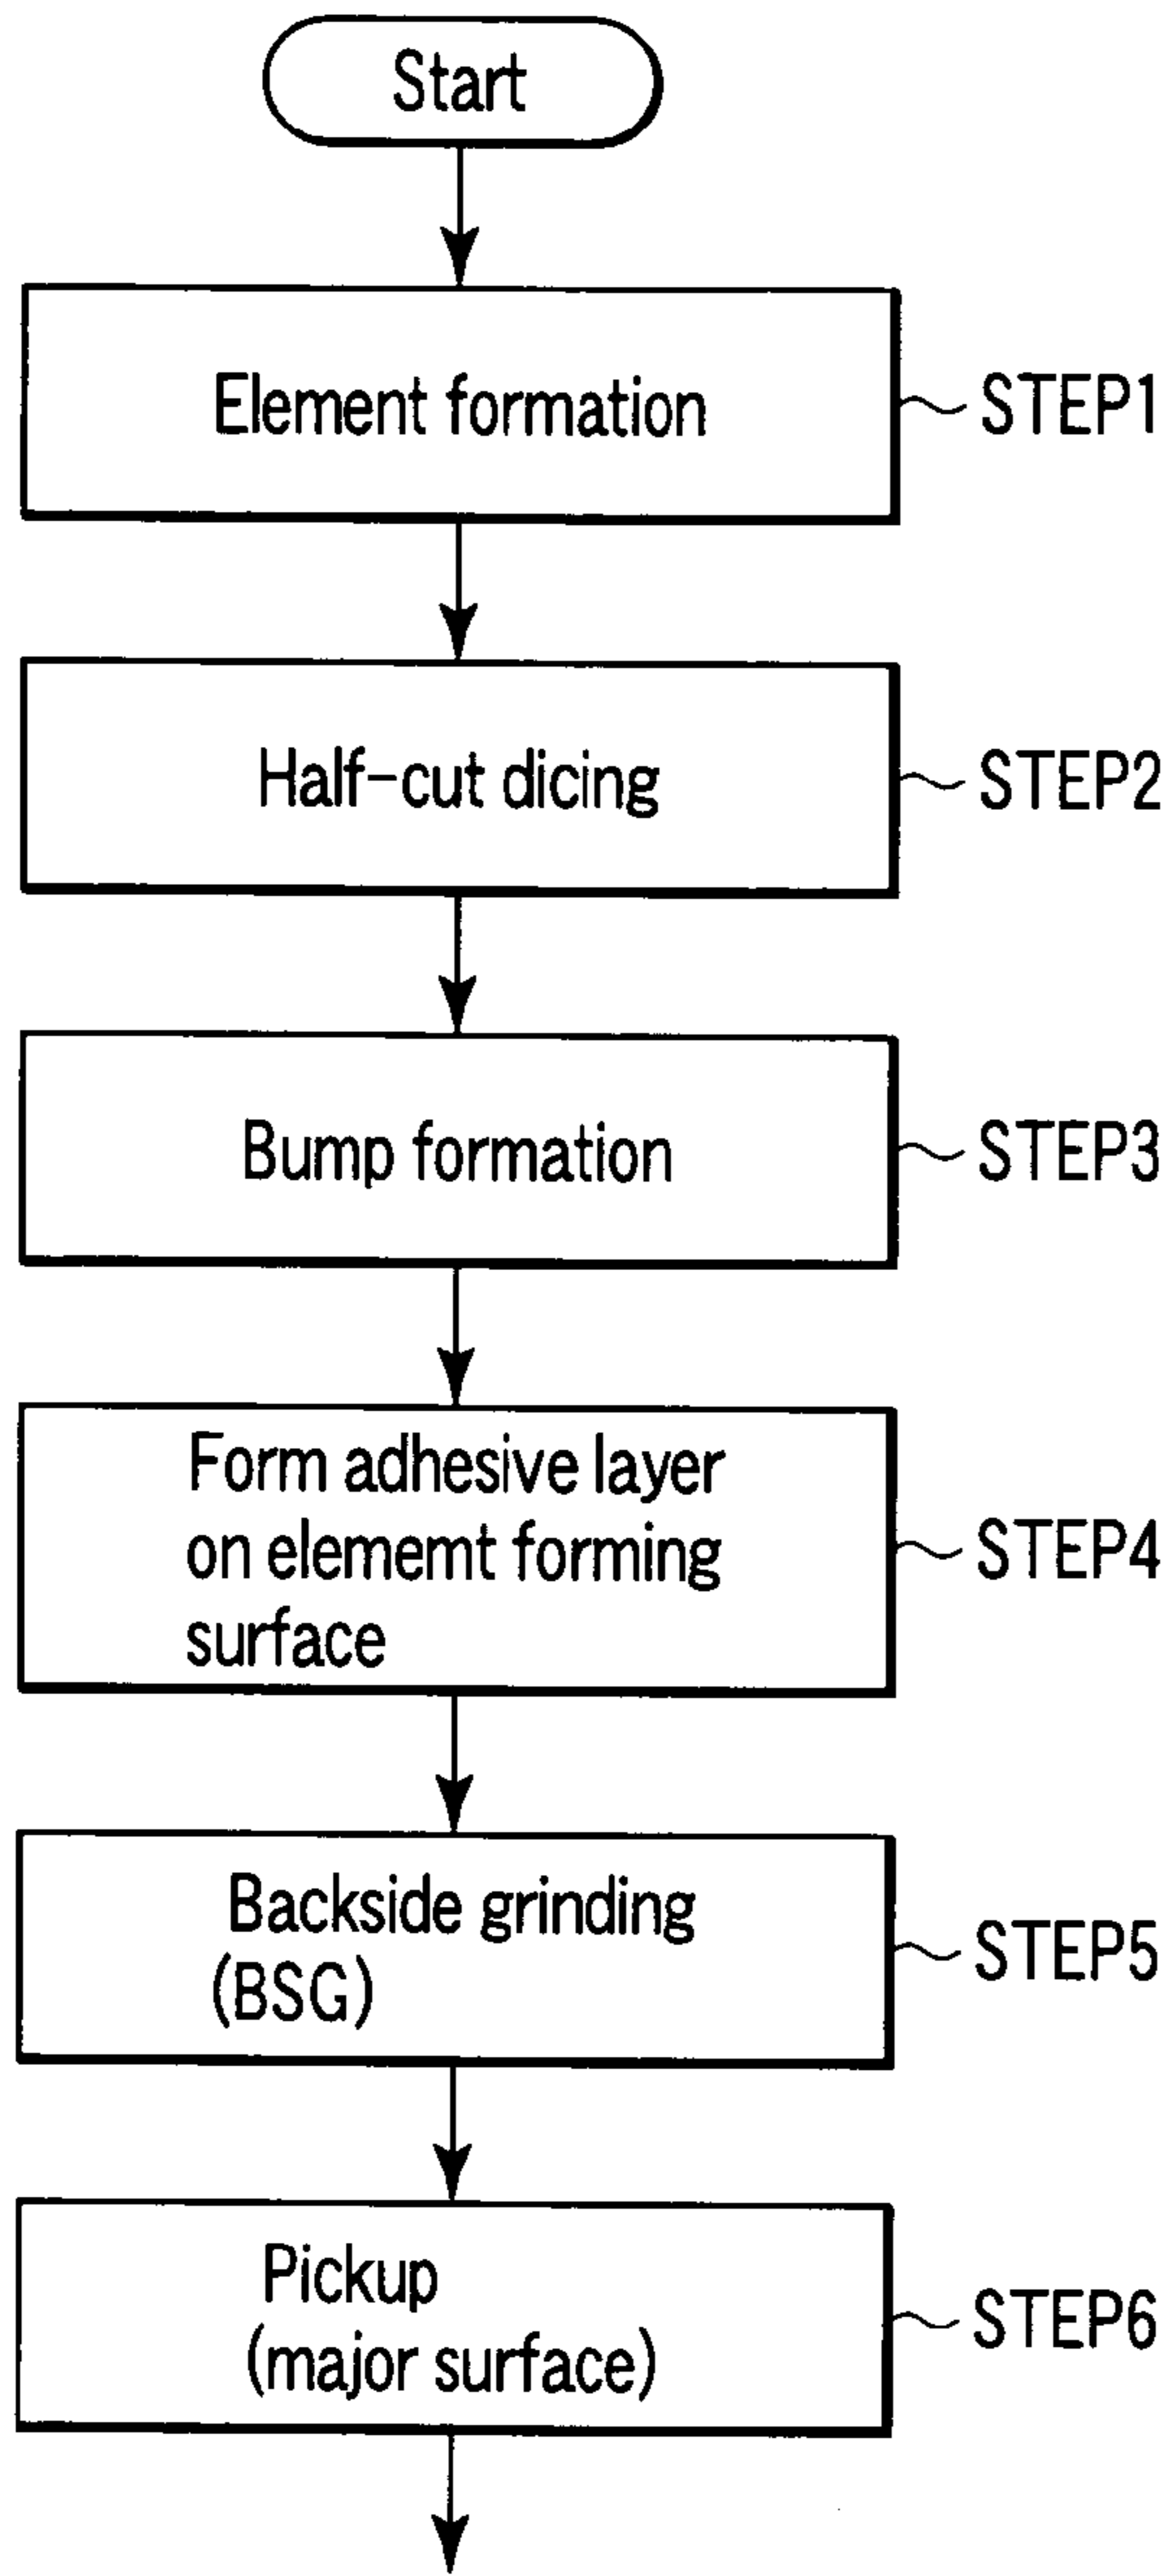 Start
Element formation
STEP1
Half-cut dicing
STEP2
Bump formation
STEP3
Form adhesive layer
on elememt forming
surface
STEP4
Backside grinding
(BSG)
STEP5
Pickup
(major surface)
STEP6